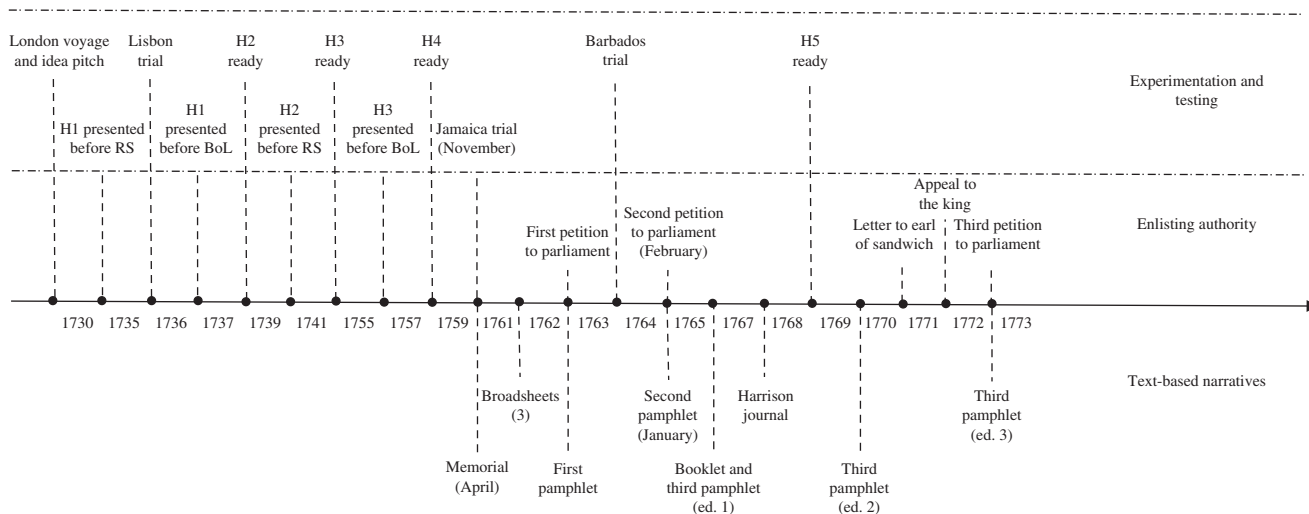 London voyage
and idea pitch
Lisbon
trial
H2
ready
H3
ready
H4
ready
Barbados
trial
H5
ready
Experimentation and
testing
H1 presented
before RS
H1
presented
before BoL
H2
presented
before RS
H3
presented
before BoL
Jamaica trial
(November)
First petition
to parliament
Second petition
to parliament
(February)
Letter to earl
of sandwich
Appeal to
the king
Third petition
to parliament
Enlisting authority
1730 1735 1736 1737 1739 1741 1755 1757 1759 1761 1762 1763 1764 1765 1767 1768 1769 1770 1771 1772 1773
Text-based narratives
Broadsheets
(3)
Second
pamphlet
(January)
Harrison
journal
Third
pamphlet
(ed. 3)
Memorial
(April)
First
pamphlet
Booklet and
third pamphlet
(ed. 1)
Third
pamphlet
(ed. 2)